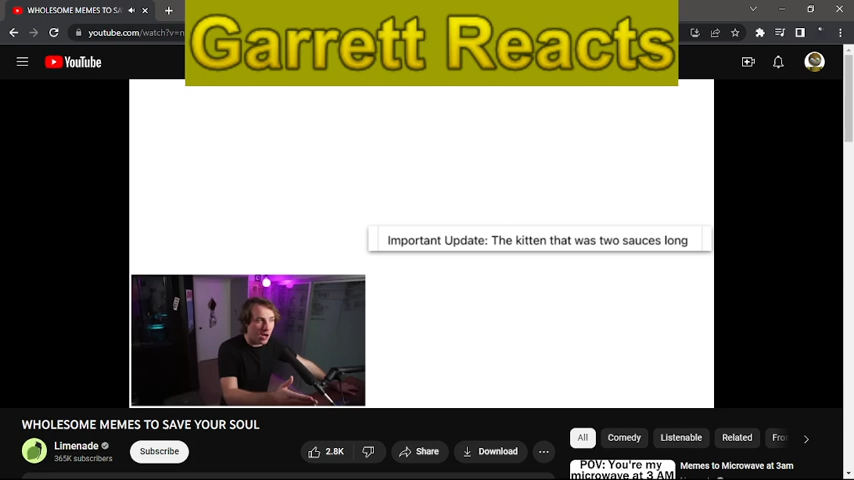 WHOLESOME MEMES TO SA
youtube.com/watch?v=n
Garrett Reacts
YouTube
Important Update: The kitten that was two sauces long
WHOLESOME MEMES TO SAVE YOUR SOUL
Limenade
365K subscribers
Subscribe
2.8K
Share
Download
All
Comedy
Listenable
Related
Fro
POV: You're my
microwave at 3 AM
Memes to Microwave at 3am